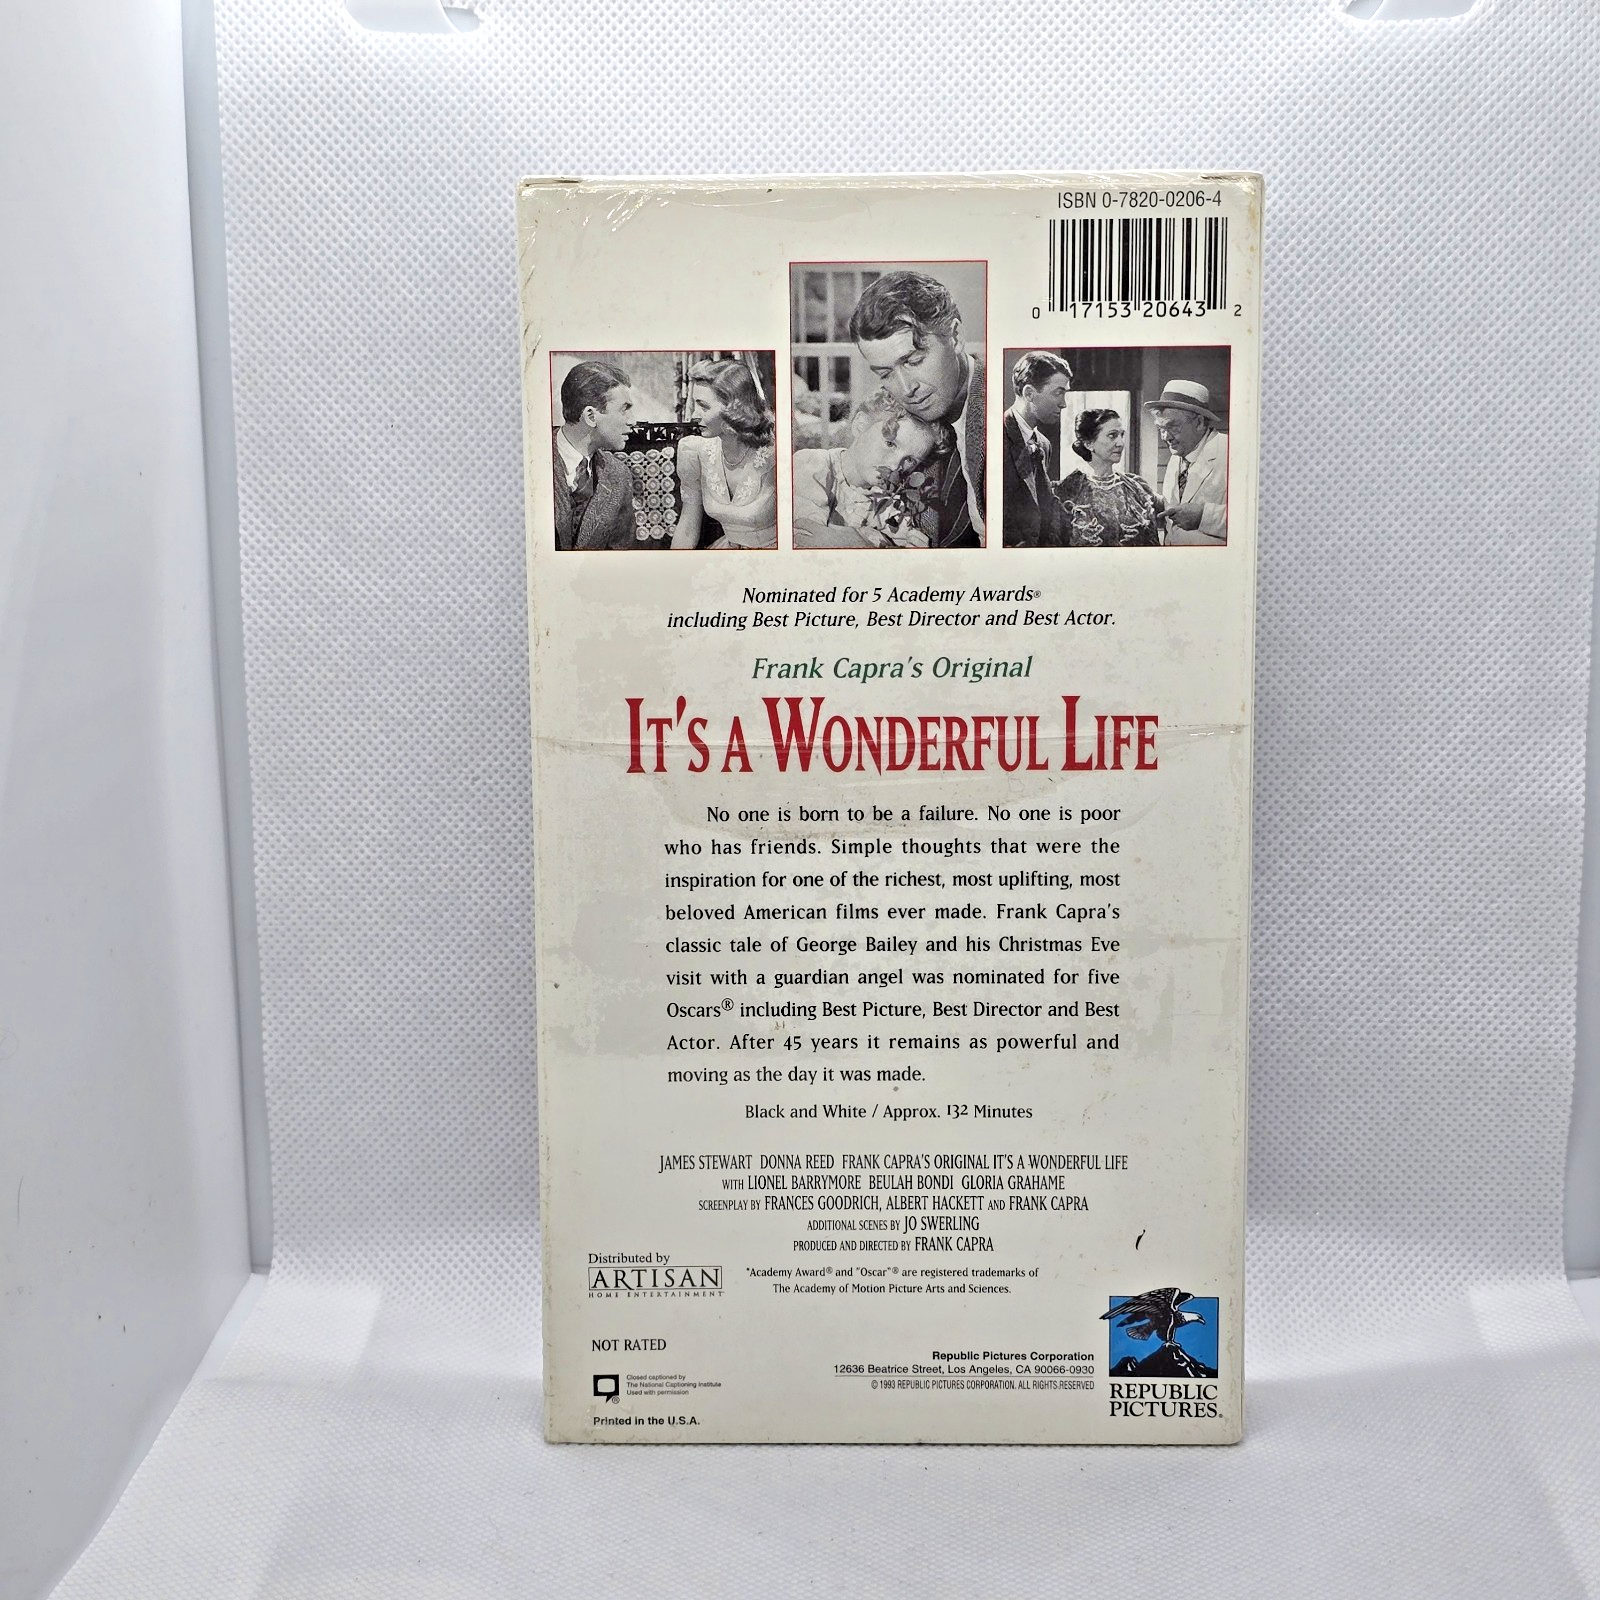 ISBN 0-7820-0206-4
0 17153 20643 2
Nominated for 5 Academy Awards®
including Best Picture, Best Director and Best Actor.
Frank Capra's Original
IT'S A WONDERFUL LIFE
No one is born to be a failure. No one is poor
who has friends. Simple thoughts that were the
inspiration for one of the richest, most uplifting, most
beloved American films ever made. Frank Capra's
classic tale of George Bailey and his Christmas Eve
visit with a guardian angel was nominated for five
Oscars® including Best Picture, Best Director and Best
Actor. After 45 years it remains as powerful and
moving as the day it was made.
Black and White / Approx. 132 Minutes
JAMES STEWART DONNA REED FRANK CAPRA'S ORIGINAL IT'S A WONDERFUL LIFE
WITH LIONEL BARRYMORE BEULAH BONDI GLORIA GRAHAME
SCREENPLAY BY FRANCES GOODRICH, ALBERT HACKETT AND FRANK CAPRA
ADDITIONAL SCENES BY JO SWERLING
PRODUCED AND DIRECTED BY FRANK CAPRA
Distributed by
ARTISAN
HOME ENTERTAINMENT
"Academy Award® and "Oscar"® are registered trademarks of
The Academy of Motion Picture Arts and Sciences.
NOT RATED
Closed captioned by
The National Captioning Institute
Used with permission
Printed in the U.S.A.
Republic Pictures Corporation
12636 Beatrice Street, Los Angeles, CA 90066-0930
© 1993 REPUBLIC PICTURES CORPORATION. ALL RIGHTS RESERVED
REPUBLIC
PICTURES®